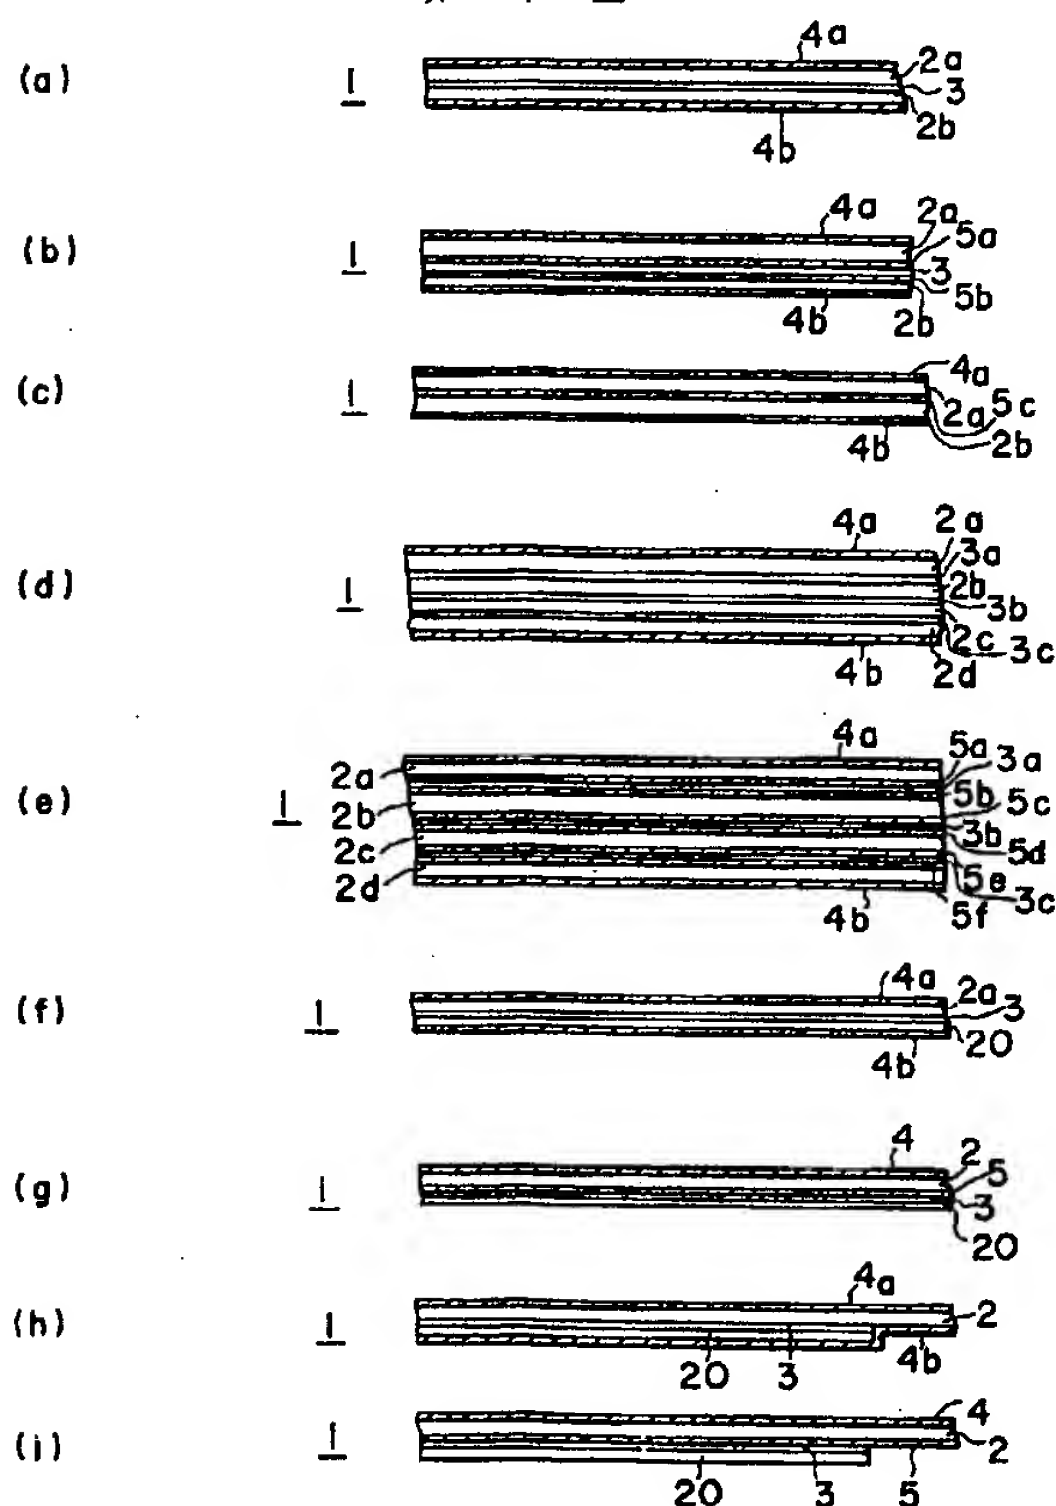 4a
(a) 1 2a
3
2b
4b
4a 2a
(b) 1 5a
3
5b
4b 2b
(c) 1 4a
5c
2a
4b 2b
4a 2a
3a
(d) 1 2b
3b
2c 3c
4b 2d
4a 5a 3a
2a
(e) 1 2b 5b 5c
3b
2c 5d
2d 5e 3c
4b 5f
4a 2a 3
(f) 1
4b 20
4 2 5
(g) 1
3
20
4a
(h) 1 2
20 3 4b
4
(i) 1 2
20 3 5